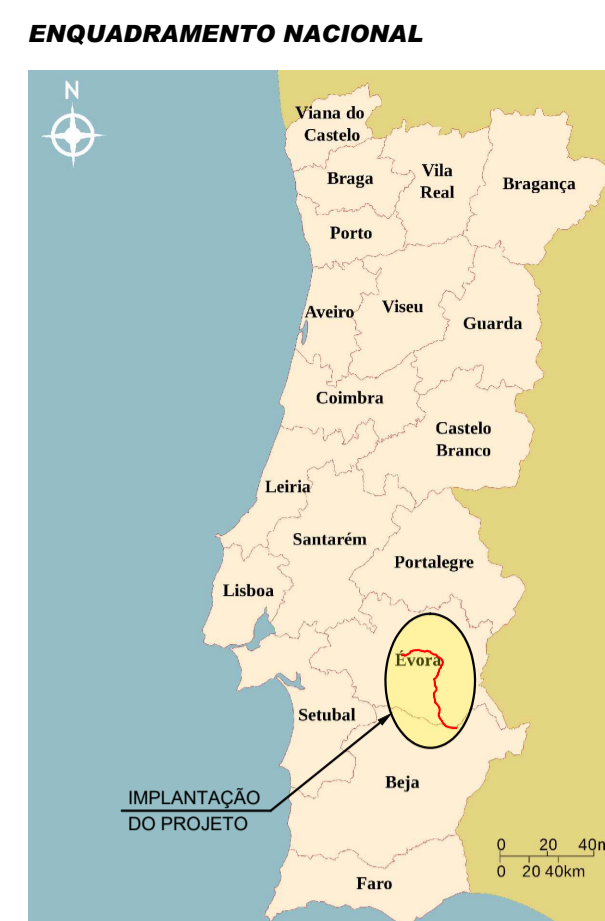 ENQUADRAMENTO NACIONAL
N
Viana do
Castelo
Braga
Vila
Real
Bragança
Porto
Aveiro
Viseu
Guarda
Coimbra
Castelo
Branco
Leiria
Santarém
Portalegre
Lisboa
Évora
Setubal
Beja
IMPLANTAÇÃO
DO PROJETO
0 20 40m
0 20 40km
Faro